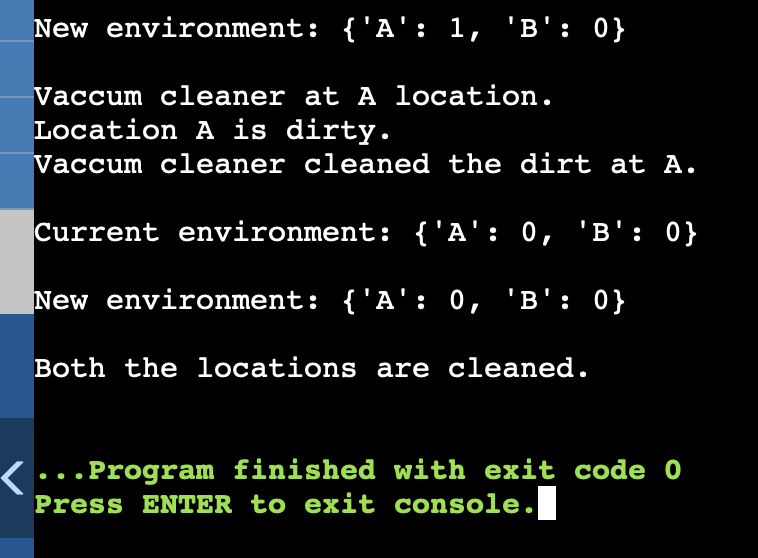 New environment: {'A': 1, 'B': 0}
Vaccum cleaner at A location.
Location A is dirty.
Vaccum cleaner cleaned the dirt at A.
Current environment: {'A': 0, 'B': 0}
New environment: {'A': 0, 'B': 0}
Both the locations are cleaned.
...Program finished with exit code 0
Press ENTER to exit console.